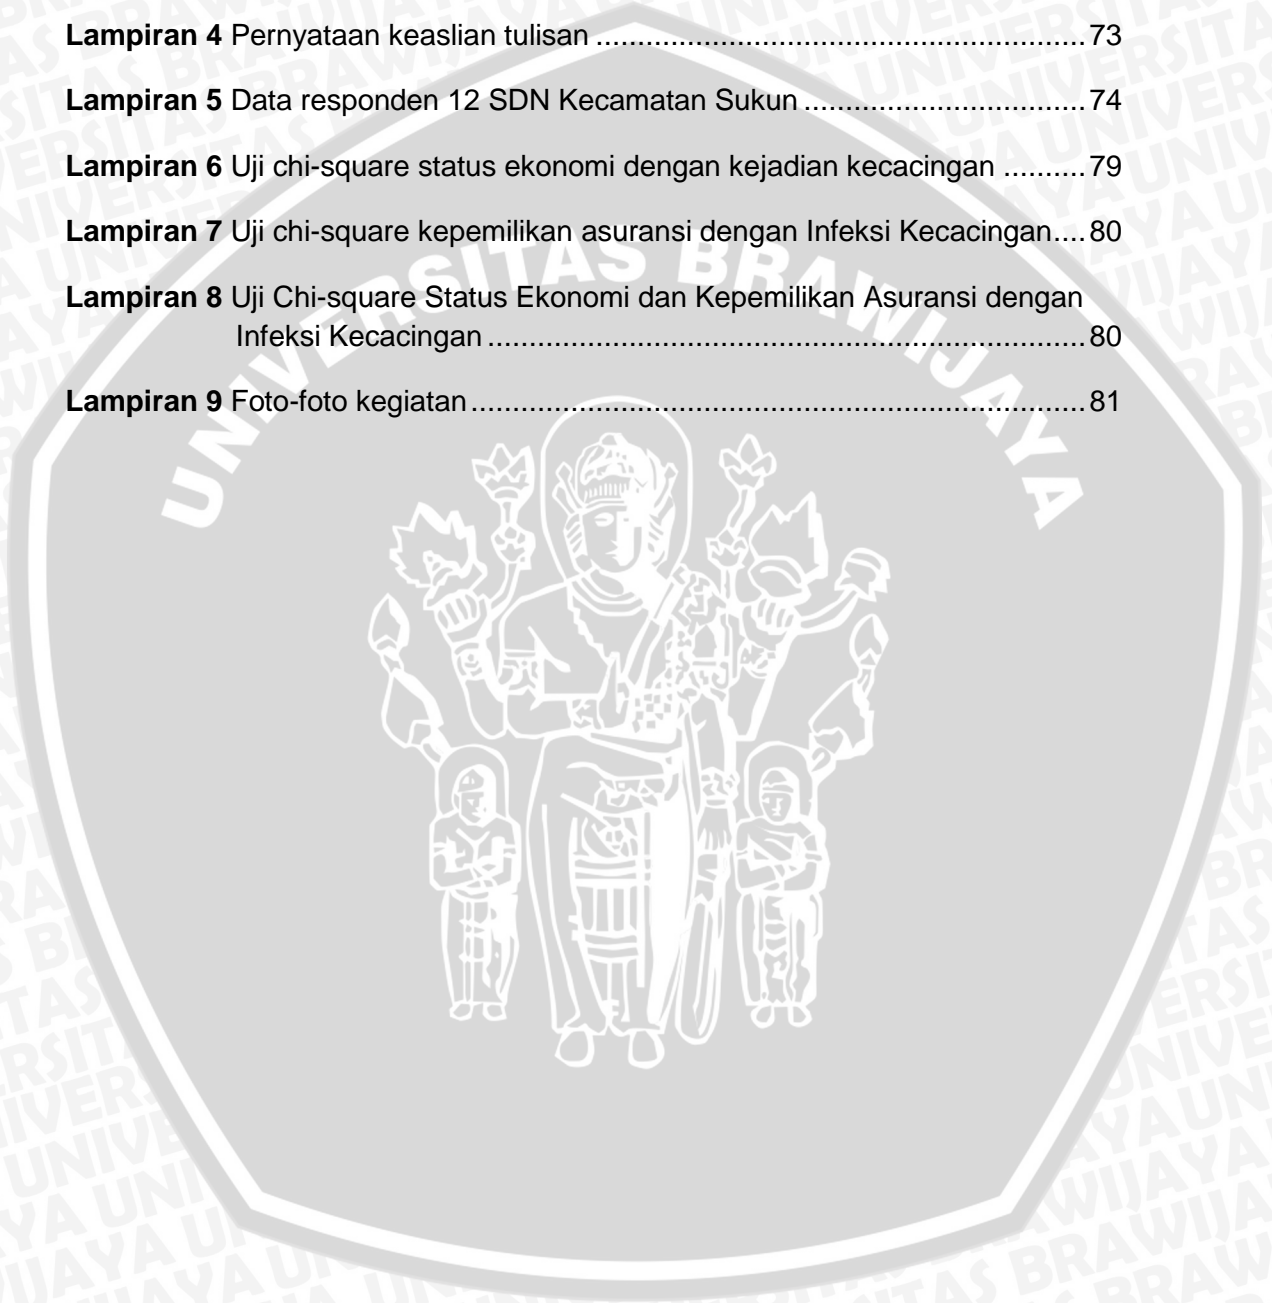 Lampiran 4 Pernyataan keaslian tulisan ............................................................ 73
Lampiran 5 Data responden 12 SDN Kecamatan Sukun .................................. 74
Lampiran 6 Uji chi-square status ekonomi dengan kejadian kecacingan .......... 79
Lampiran 7 Uji chi-square kepemilikan asuransi dengan Infeksi Kecacingan.... 80
Lampiran 8 Uji Chi-square Status Ekonomi dan Kepemilikan Asuransi dengan
Infeksi Kecacingan ......................................................................... 80
Lampiran 9 Foto-foto kegiatan ........................................................................... 81
UNIVERSITAS BRAWIJAYA